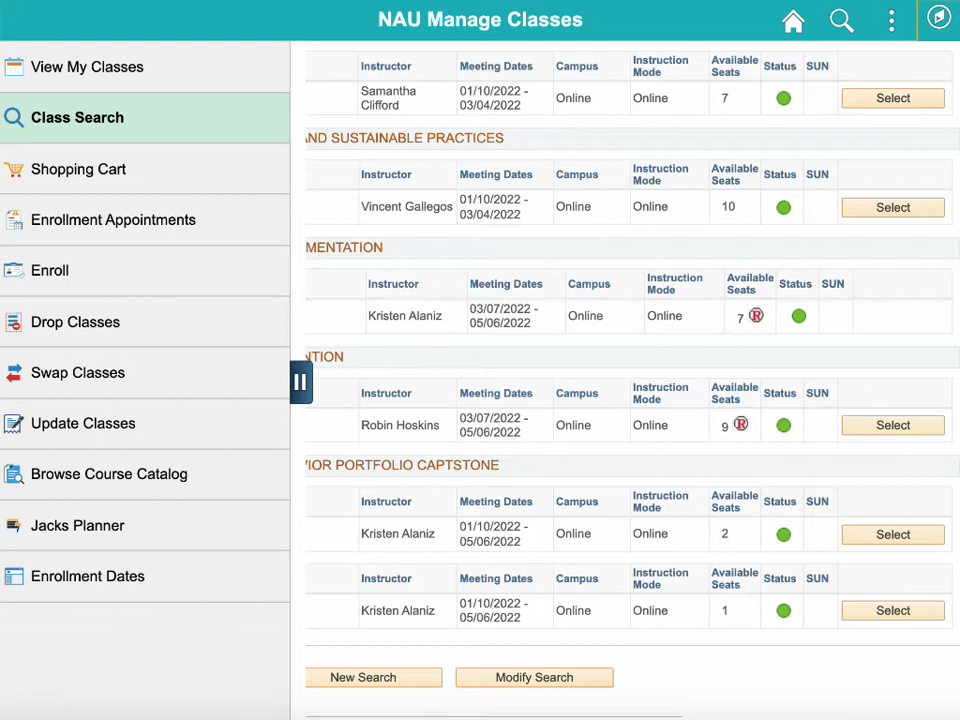 NAU Manage Classes
View My Classes
Class Search
Shopping Cart
Enrollment Appointments
Enroll
Drop Classes
Swap Classes
Update Classes
Browse Course Catalog
Jacks Planner
Enrollment Dates
Instructor Meeting Dates Campus Instruction Mode Available Seats Status SUN
Samantha Clifford 01/10/2022 - 03/04/2022 Online Online 7 Select
AND SUSTAINABLE PRACTICES
Instructor Meeting Dates Campus Instruction Mode Available Seats Status SUN
Vincent Gallegos 01/10/2022 - 03/04/2022 Online Online 10 Select
MENTATION
Instructor Meeting Dates Campus Instruction Mode Available Seats Status SUN
Kristen Alaniz 03/07/2022 - 05/06/2022 Online Online 7 R
NTION
Instructor Meeting Dates Campus Instruction Mode Available Seats Status SUN
Robin Hoskins 03/07/2022 - 05/06/2022 Online Online 9 R Select
VIOR PORTFOLIO CAPTSTONE
Instructor Meeting Dates Campus Instruction Mode Available Seats Status SUN
Kristen Alaniz 01/10/2022 - 05/06/2022 Online Online 2 Select
Instructor Meeting Dates Campus Instruction Mode Available Seats Status SUN
Kristen Alaniz 01/10/2022 - 05/06/2022 Online Online 1 Select
New Search Modify Search